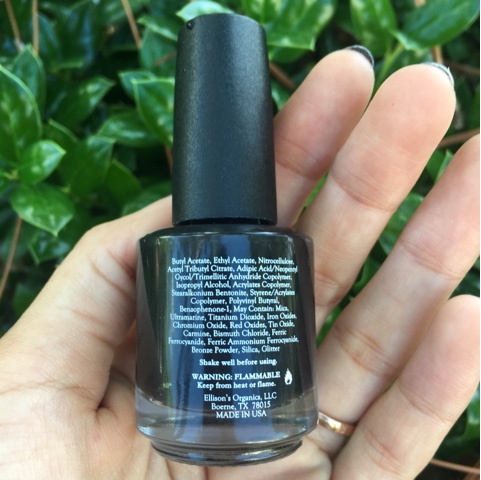 Butyl Acetate, Ethyl Acetate, Nitrocellulose,
Acetyl Tributyl Citrate, Adipic Acid/Neopentyl
Glycol/Trimellitic Anhydride Copolymer,
Isopropyl Alcohol, Acrylates Copolymer,
Stearalkonium Bentonite, Styrene/Acrylates
Copolymer, Polyvinyl Butyral,
Benzophenone-1, May Contain: Mica,
Ultramarine, Titanium Dioxide, Iron Oxides,
Chromium Oxide, Red Oxides, Tin Oxide,
Carmine, Bismuth Chloride, Ferric
Ferrocyanide, Ferric Ammonium Ferrocyanide,
Bronze Powder, Silica, Glitter
Shake well before using.
WARNING: FLAMMABLE
Keep from heat or flame.
Ellison's Organics, LLC
Boerne, TX 78015
MADE IN USA